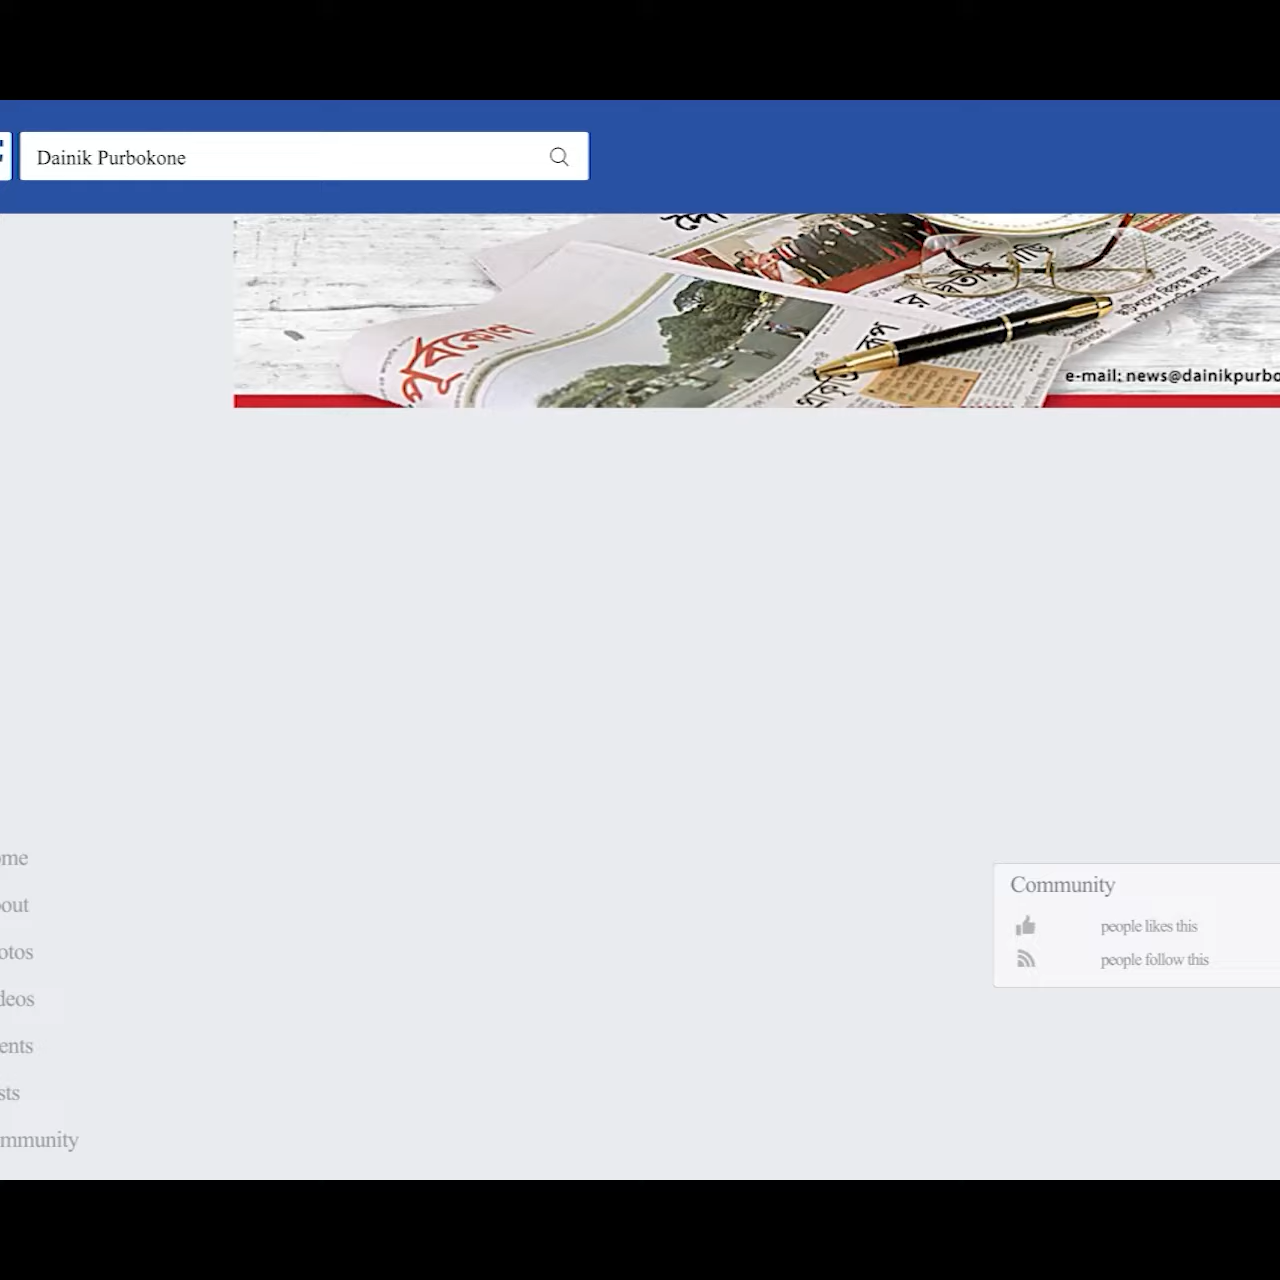 Dainik Purbokone
পূর্বকোণ
e-mail: news@dainikpurbo
ome
out
otos
deos
ents
sts
mmunity
Community
people likes this
people follow this